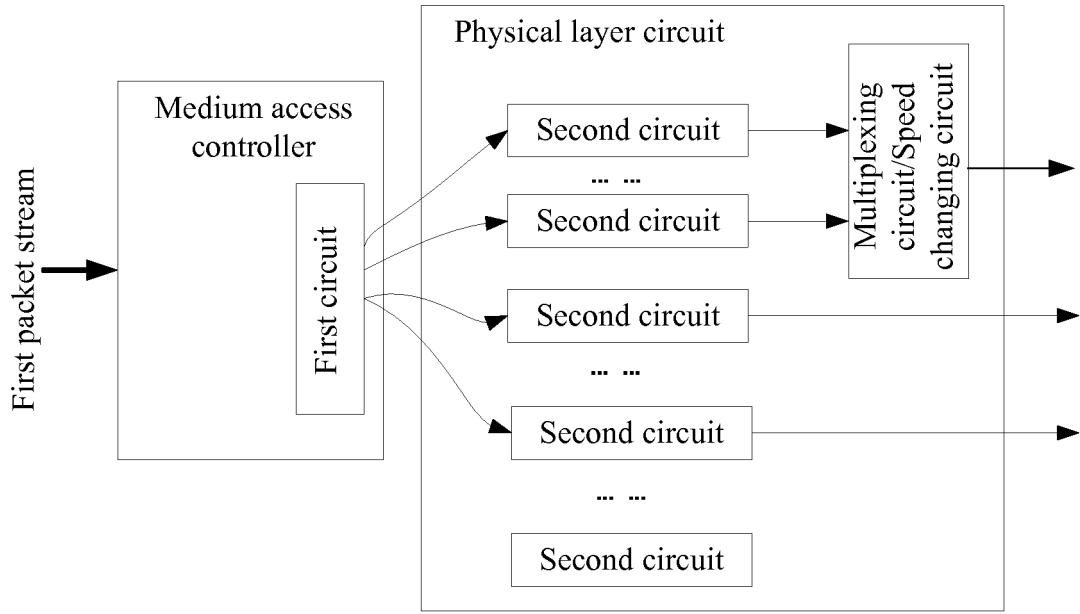 Physical layer circuit
Medium access
controller
First packet stream
First circuit
Second circuit
... ...
Second circuit
Second circuit
... ...
Second circuit
... ...
Second circuit
Multiplexing
circuit/Speed
changing circuit